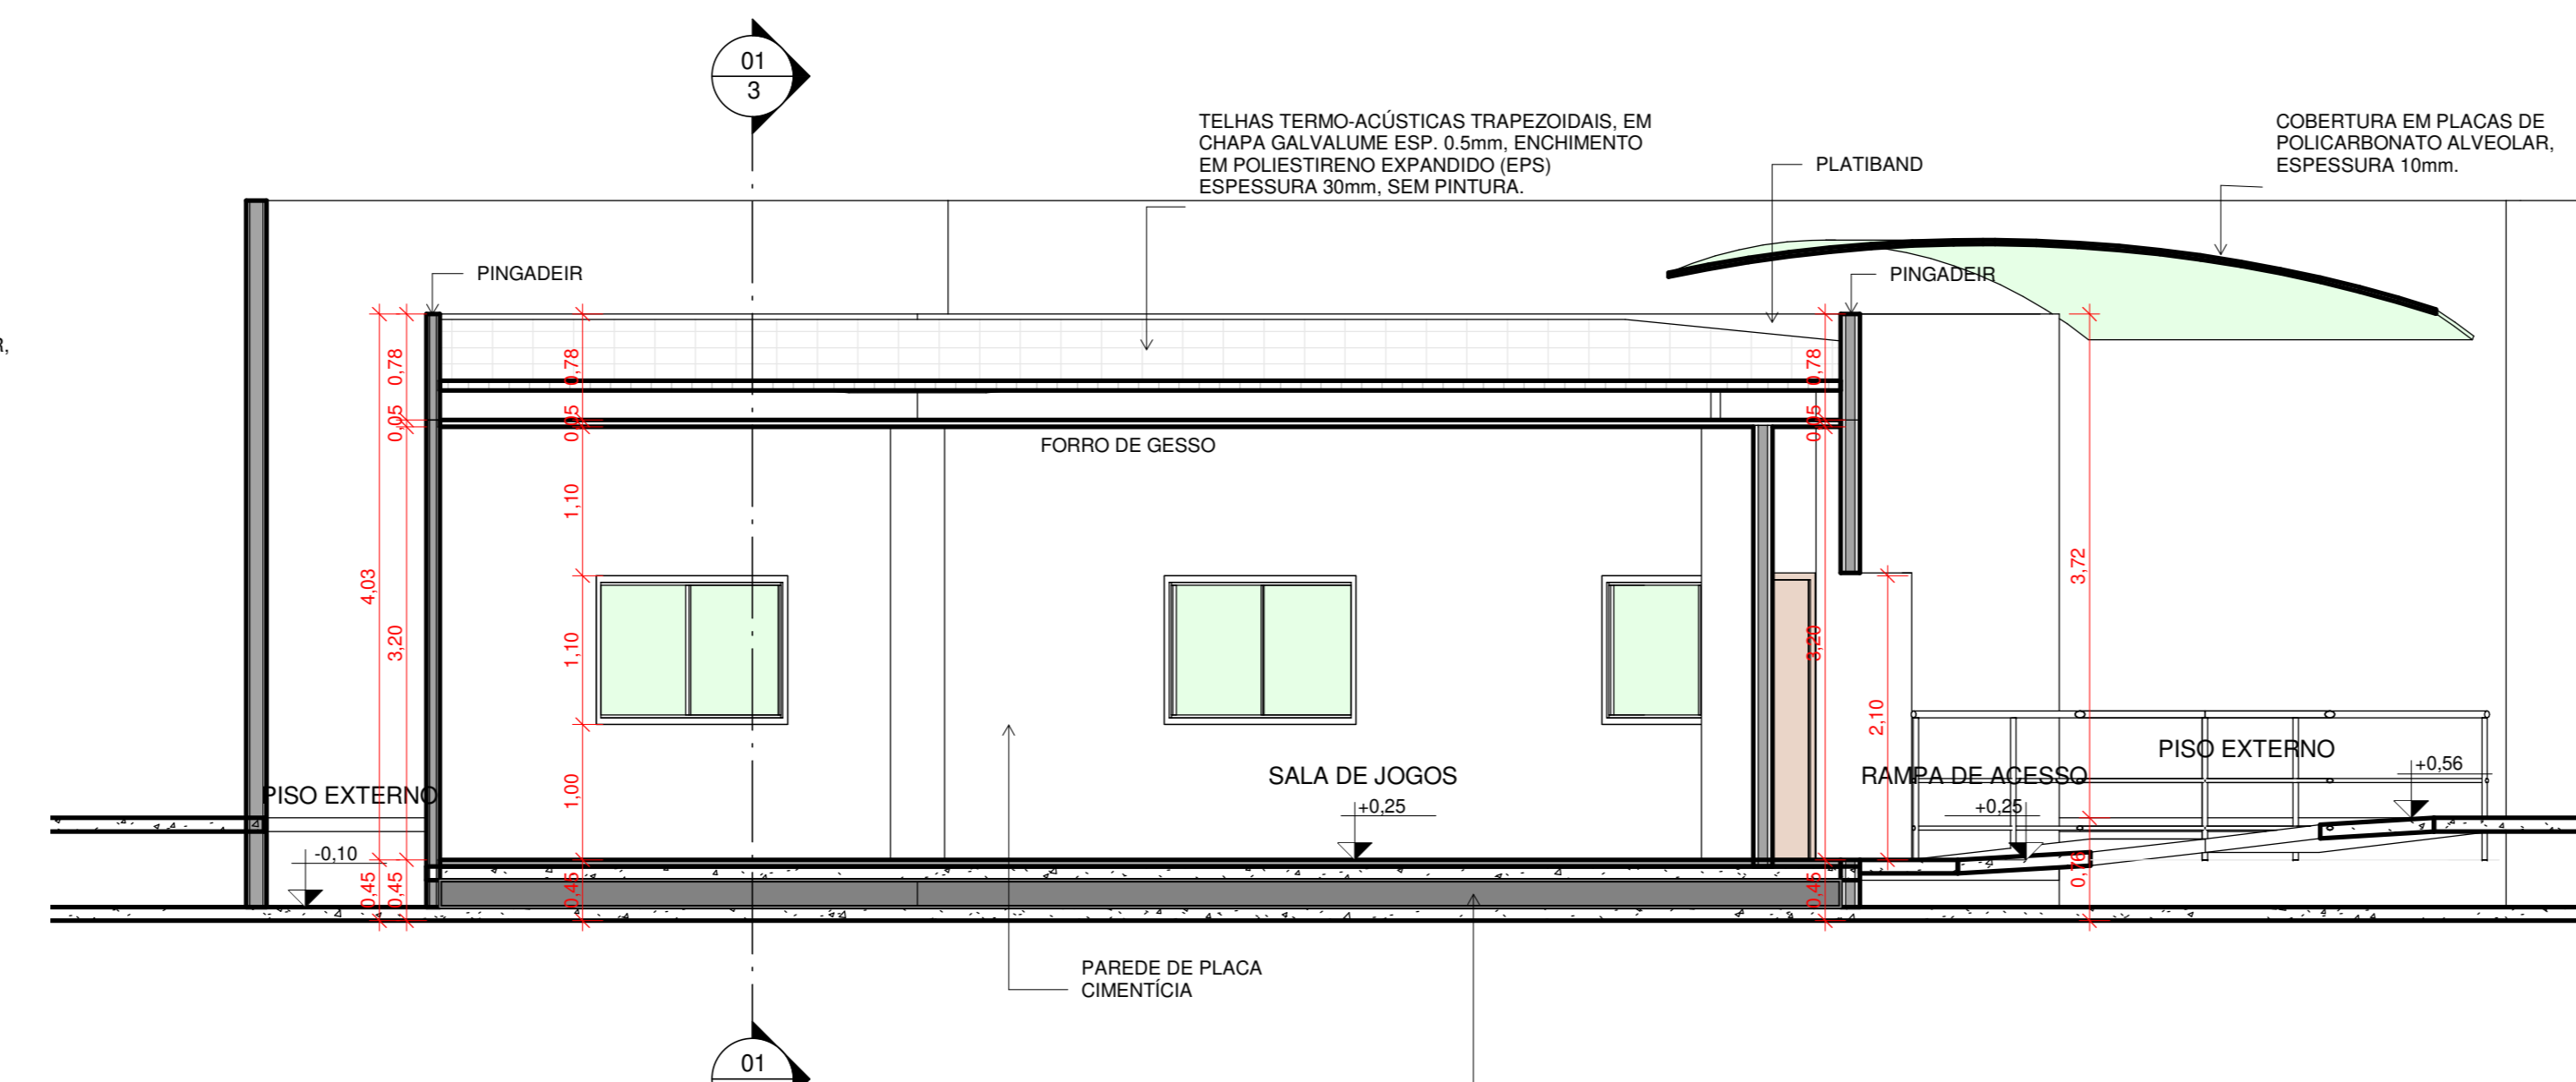 01
3
TELHAS TERMO-ACÚSTICAS TRAPEZOIDAIS, EM
CHAPA GALVALUME ESP. 0.5mm, ENCHIMENTO
EM POLIESTIRENO EXPANDIDO (EPS)
ESPESSURA 30mm, SEM PINTURA.
PLATIBAND
COBERTURA EM PLACAS DE
POLICARBONATO ALVEOLAR,
ESPESSURA 10mm.
PINGADEIR
PINGADEIR
R,
0,78
0,78
0,78
0,05
0,05
0,05
FORRO DE GESSO
1,10
4,03
3,20
1,10
3,20
3,72
2,10
1,00
PISO EXTERNO
SALA DE JOGOS
RAMPA DE ACESSO
PISO EXTERNO
+0,56
+0,25
+0,25
-0,10
0,45
0,45
0,45
0,45
0,76
PAREDE DE PLACA
CIMENTÍCIA
01